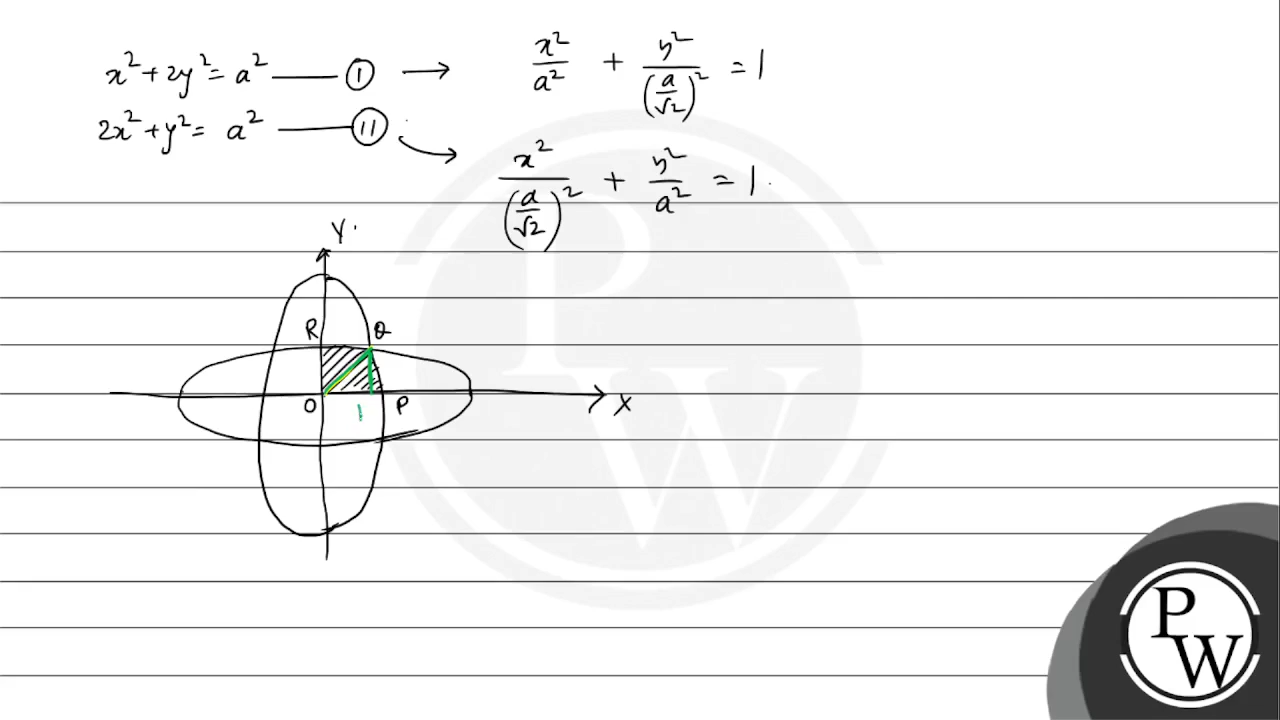 x² + 2y² = a² —— ① → x²/a² + y²/(a/√2)² = 1
2x² + y² = a² —— ⑪ → x²/(a/√2)² + y²/a² = 1
Y
R Q
O P X
P
W
P
W